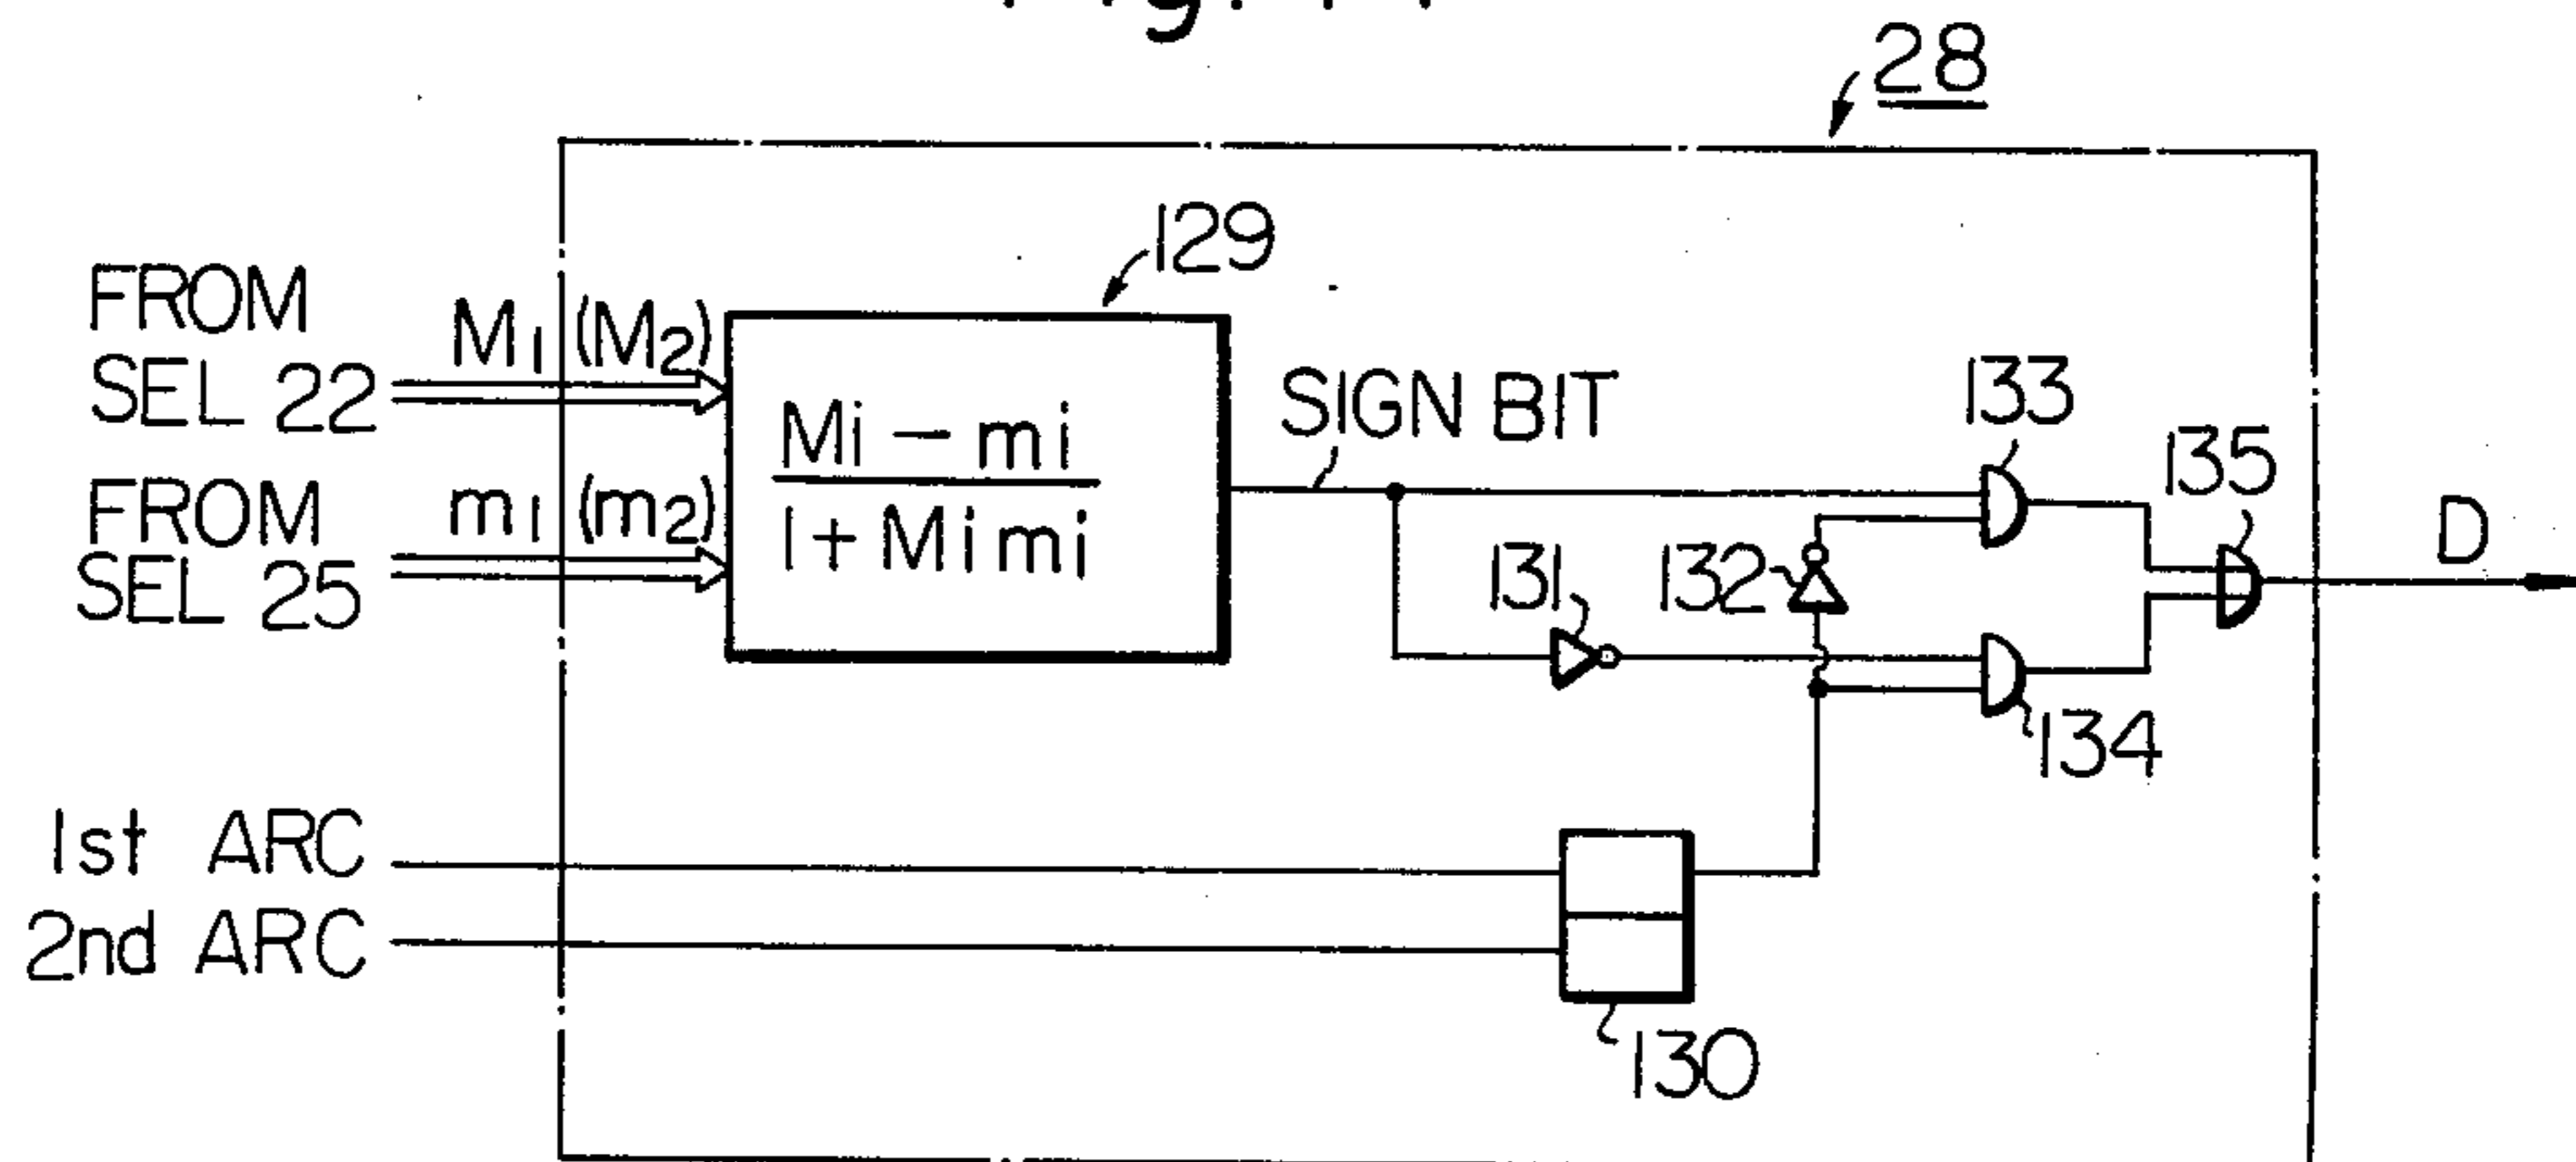 28
129
FROM
SEL 22
M1 (M2)
FROM
SEL 25
m1 (m2)
Mi - mi
1 + Mimi
SIGN BIT
133
135
D
131
132
134
1st ARC
2nd ARC
130